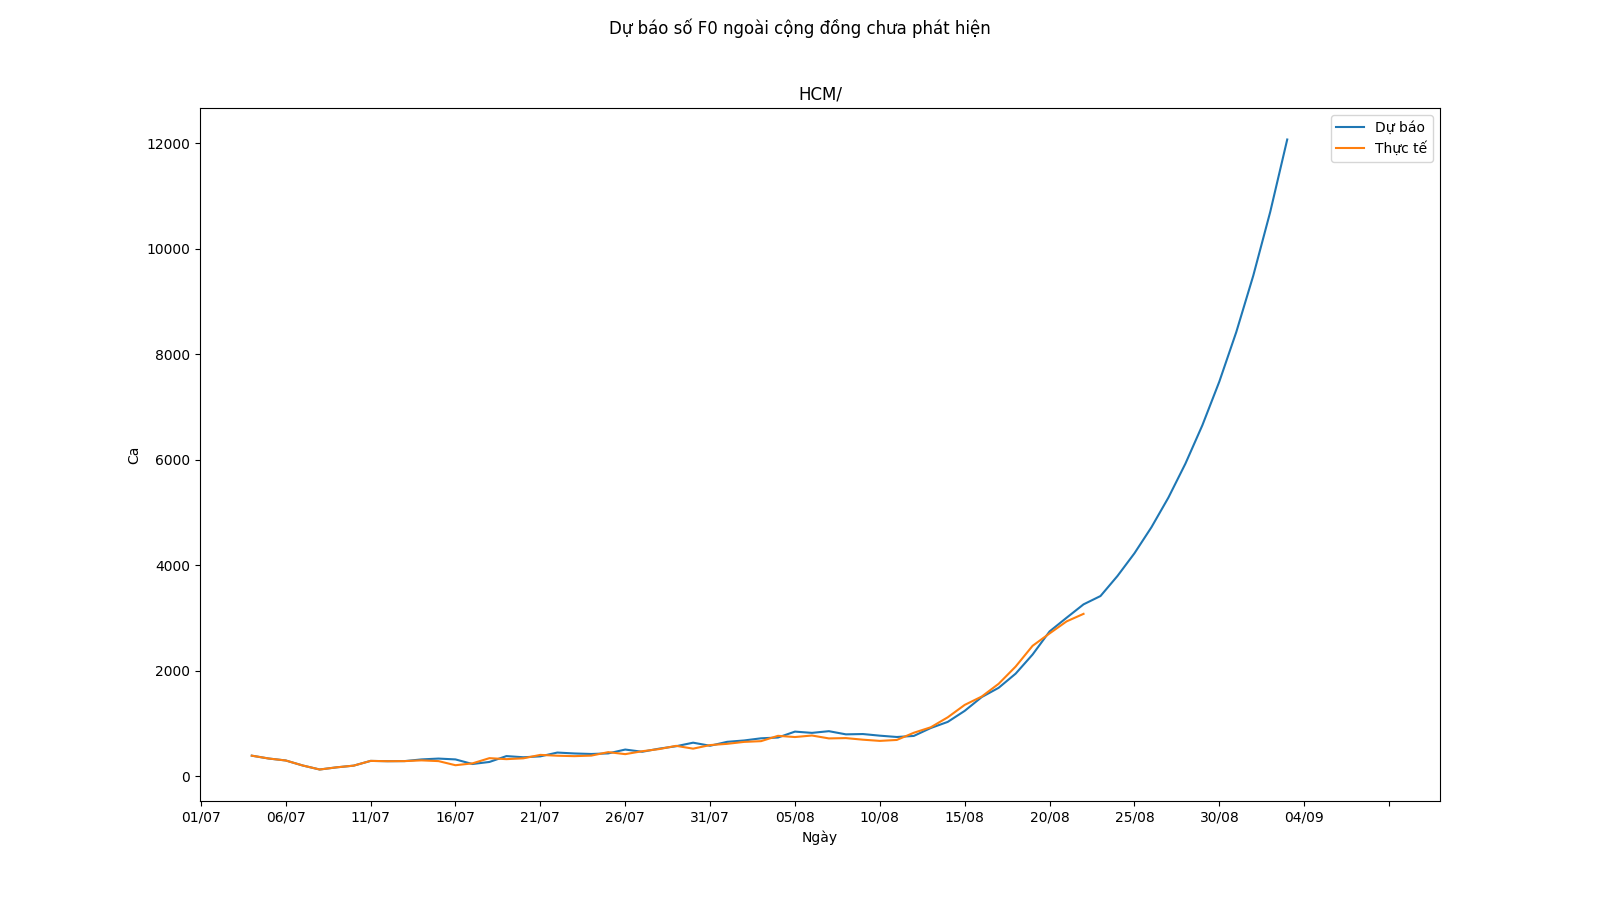 Dự báo số F0 ngoài cộng đồng chưa phát hiện
HCM/
Dự báo
Thực tế
12000
10000
8000
6000
4000
2000
0
Ca
01/07 06/07 11/07 16/07 21/07 26/07 31/07 05/08 10/08 15/08 20/08 25/08 30/08 04/09
Ngày